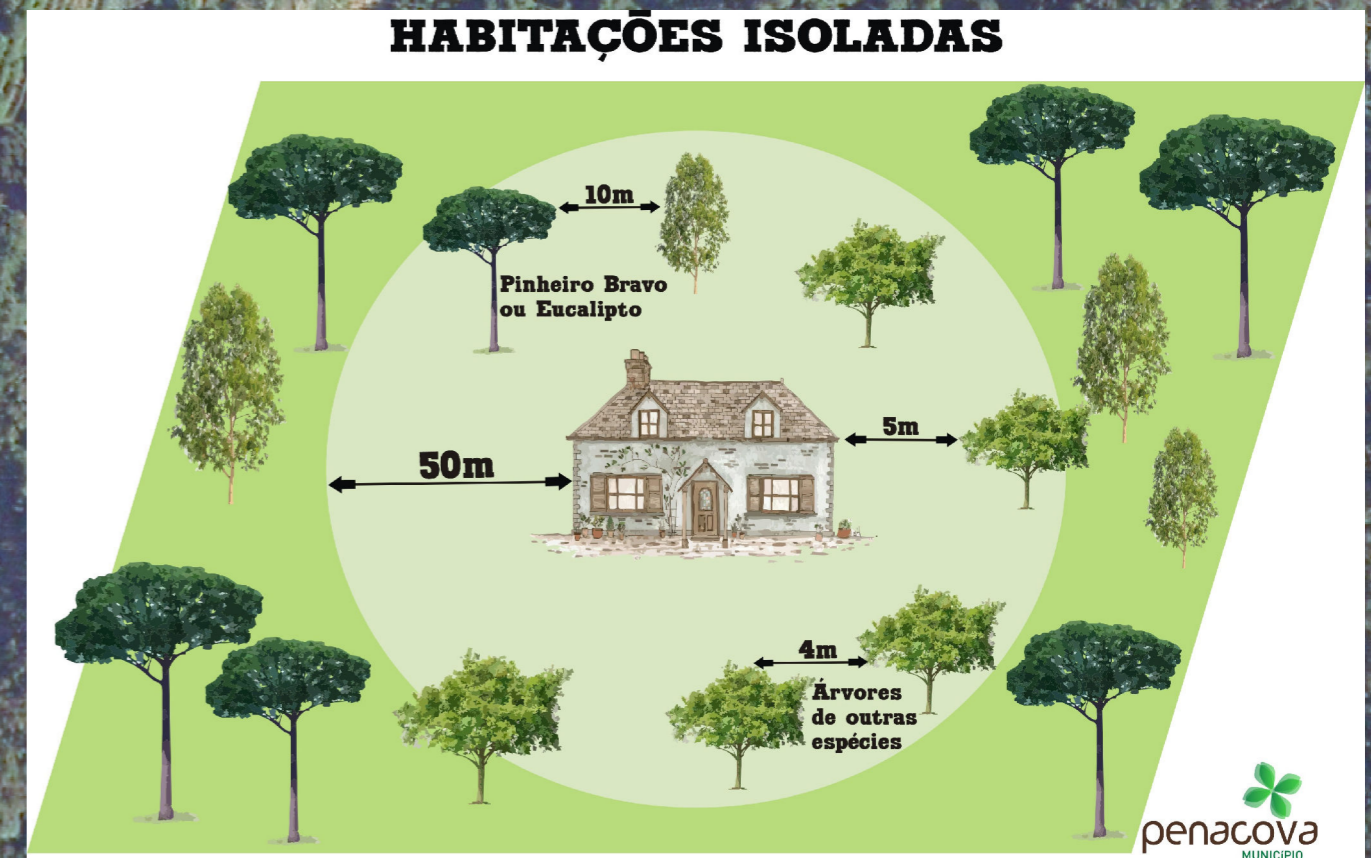 HABITAÇÕES ISOLADAS
10m
Pinheiro Bravo
ou Eucalipto
5m
50m
4m
Árvores
de outras
espécies
penacova
MUNICÍPIO